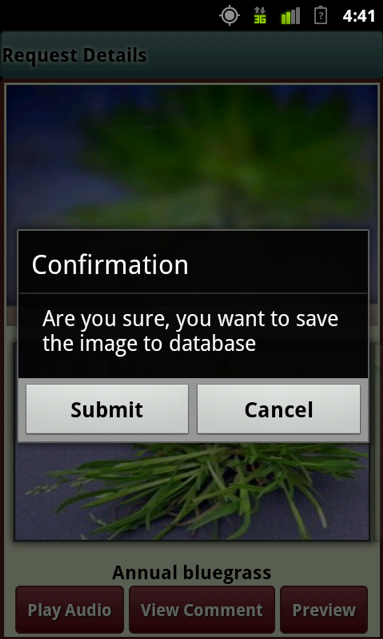 3G
4:41
Request Details
Confirmation
Are you sure, you want to save
the image to database
Submit
Cancel
Annual bluegrass
Play Audio
View Comment
Preview